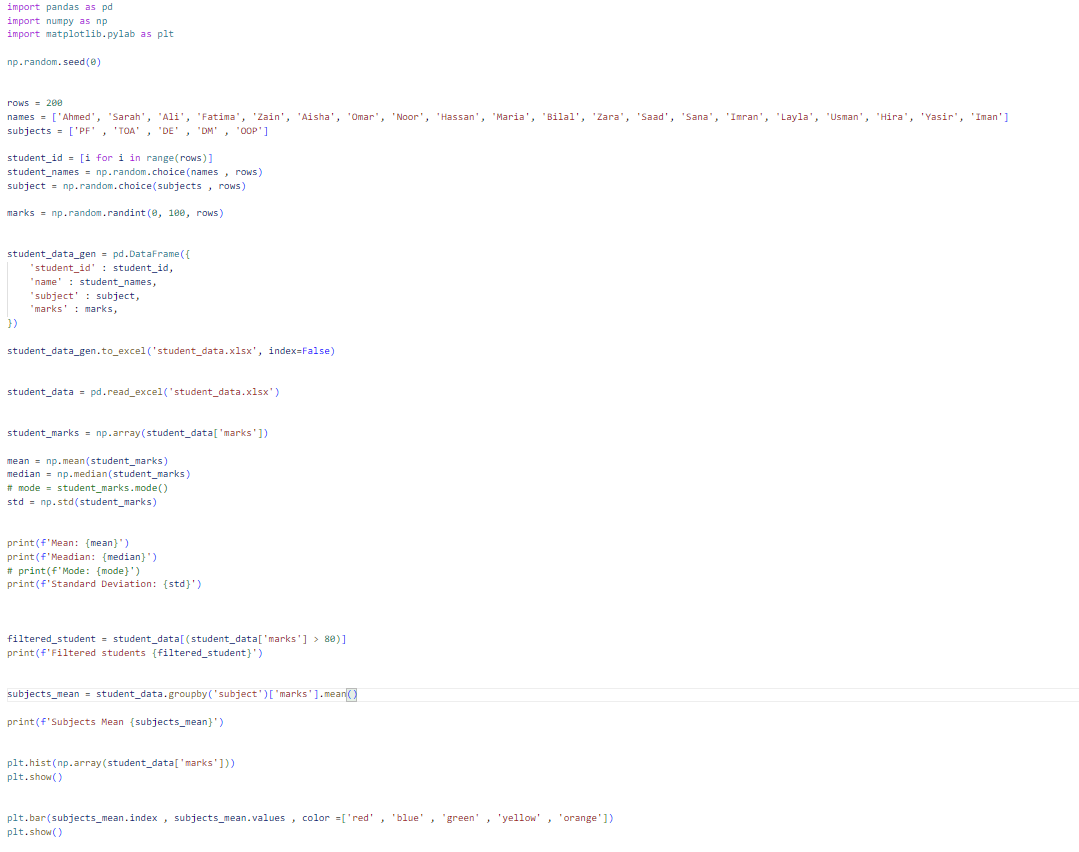 import pandas as pd
import numpy as np
import matplotlib.pylab as plt
np.random.seed(0)
rows = 200
names = ['Ahmed', 'Sarah', 'Ali', 'Fatima', 'Zain', 'Aisha', 'Omar', 'Noor', 'Hassan', 'Maria', 'Bilal', 'Zara', 'Saad', 'Sana', 'Imran', 'Layla', 'Usman', 'Hira', 'Yasir', 'Iman']
subjects = ['PF' , 'TOA' , 'DE' , 'DM' , 'OOP']
student_id = [i for i in range(rows)]
student_names = np.random.choice(names , rows)
subject = np.random.choice(subjects , rows)
marks = np.random.randint(0, 100, rows)
student_data_gen = pd.DataFrame({
    'student_id' : student_id,
    'name' : student_names,
    'subject' : subject,
    'marks' : marks,
})
student_data_gen.to_excel('student_data.xlsx', index=False)
student_data = pd.read_excel('student_data.xlsx')
student_marks = np.array(student_data['marks'])
mean = np.mean(student_marks)
median = np.median(student_marks)
# mode = student_marks.mode()
std = np.std(student_marks)
print(f'Mean: {mean}')
print(f'Meadian: {median}')
# print(f'Mode: {mode}')
print(f'Standard Deviation: {std}')
filtered_student = student_data[(student_data['marks'] > 80)]
print(f'Filtered students {filtered_student}')
subjects_mean = student_data.groupby('subject')['marks'].mean()
print(f'Subjects Mean {subjects_mean}')
plt.hist(np.array(student_data['marks']))
plt.show()
plt.bar(subjects_mean.index , subjects_mean.values , color =['red' , 'blue' , 'green' , 'yellow' , 'orange'])
plt.show()